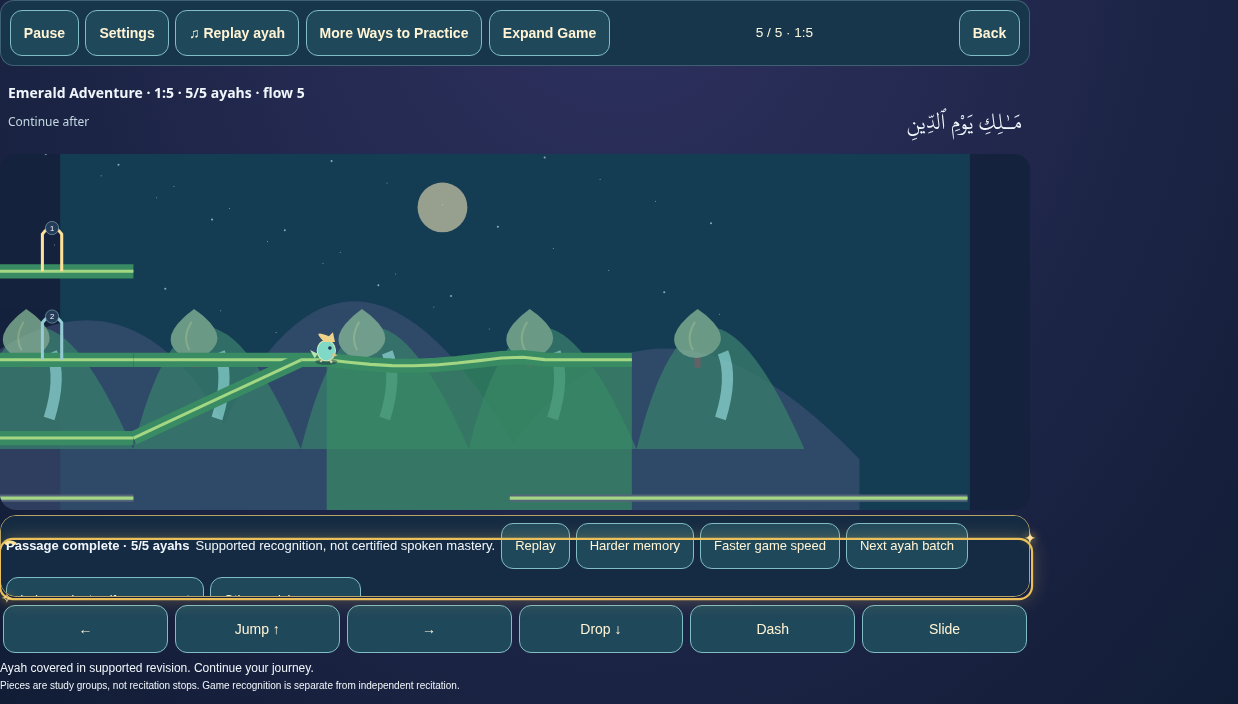 Pause Settings ♫ Replay ayah More Ways to Practice Expand Game 5 / 5 · 1:5 Back
Emerald Adventure · 1:5 · 5/5 ayahs · flow 5
Continue after
مَـٰلِكِ يَوْمِ ٱلدِّينِ
1
2
Passage complete · 5/5 ayahs Supported recognition, not certified spoken mastery. Replay Harder memory Faster game speed Next ayah batch
← Jump ↑ → Drop ↓ Dash Slide
Ayah covered in supported revision. Continue your journey.
Pieces are study groups, not recitation stops. Game recognition is separate from independent recitation.